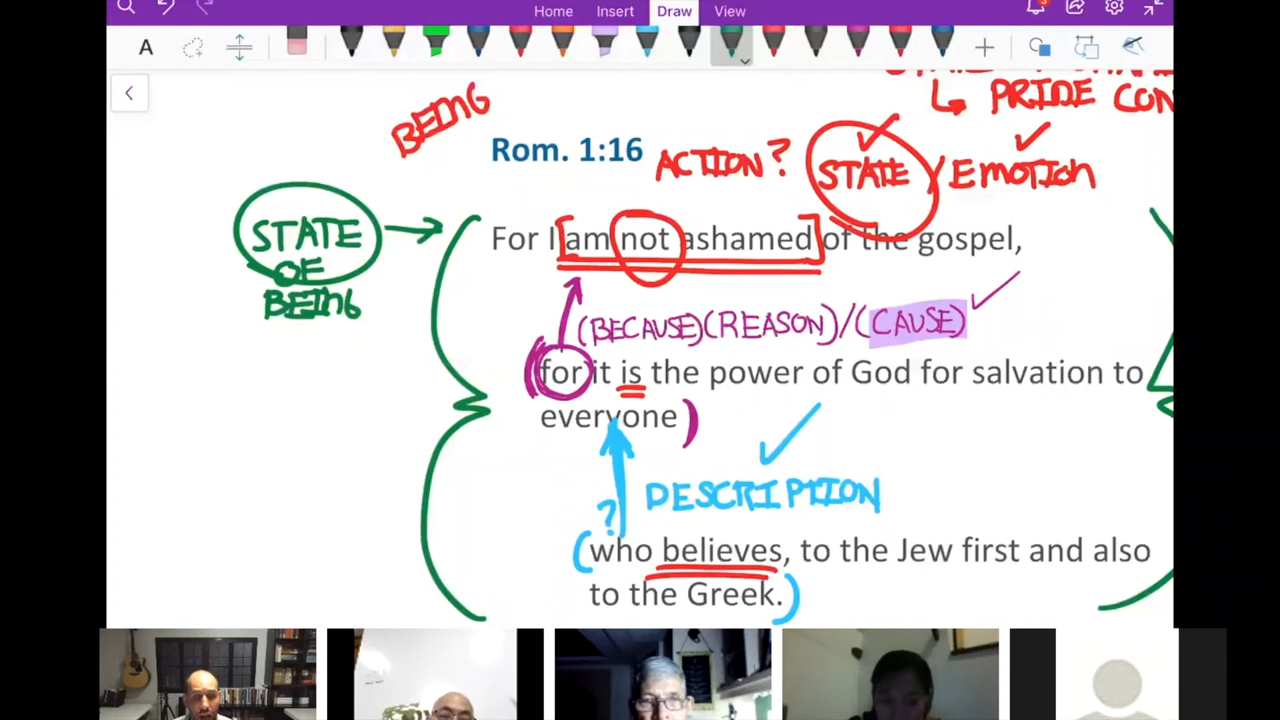 Home Insert Draw View
A
PRIDE CON
BEING
Rom. 1:16 ACTION? STATE / EMOTION
STATE OF BEING
For I am not ashamed of the gospel,
(BECAUSE)(REASON)/(CAUSE)
for it is the power of God for salvation to
everyone)
DESCRIPTION
?
(who believes, to the Jew first and also
to the Greek.)